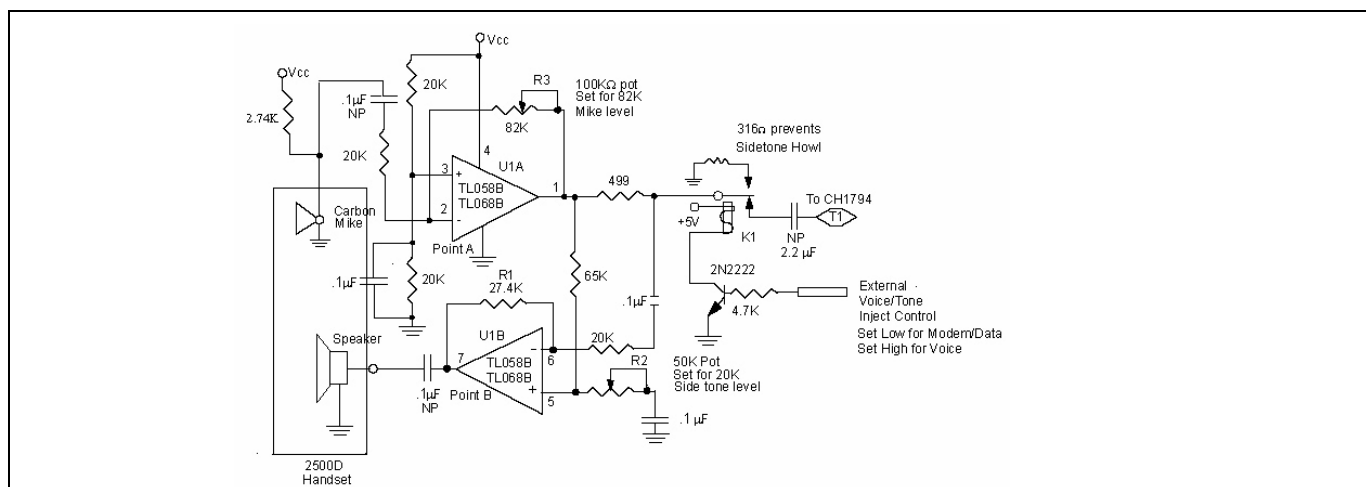 Vcc
Vcc
2.74K
.1µF
NP
20K
20K
R3
82K
100KΩ pot
Set for 82K
Mike level
4
U1A
3
+
TL058B
TL068B
1
2
-
Point A
499
316Ω prevents
Sidetone Howl
To CH1794
T1
+5V
K1
NP
2.2 µF
Carbon
Mike
.1µF
20K
R1
27.4K
65K
.1µF
2N2222
4.7K
External
Voice/Tone
Inject Control
Set Low for Modem/Data
Set High for Voice
Speaker
U1B
7
TL058B
TL068B
-
6
+
5
20K
R2
50K Pot
Set for 20K
Side tone level
.1µF
NP
Point B
.1 µF
2500D
Handset